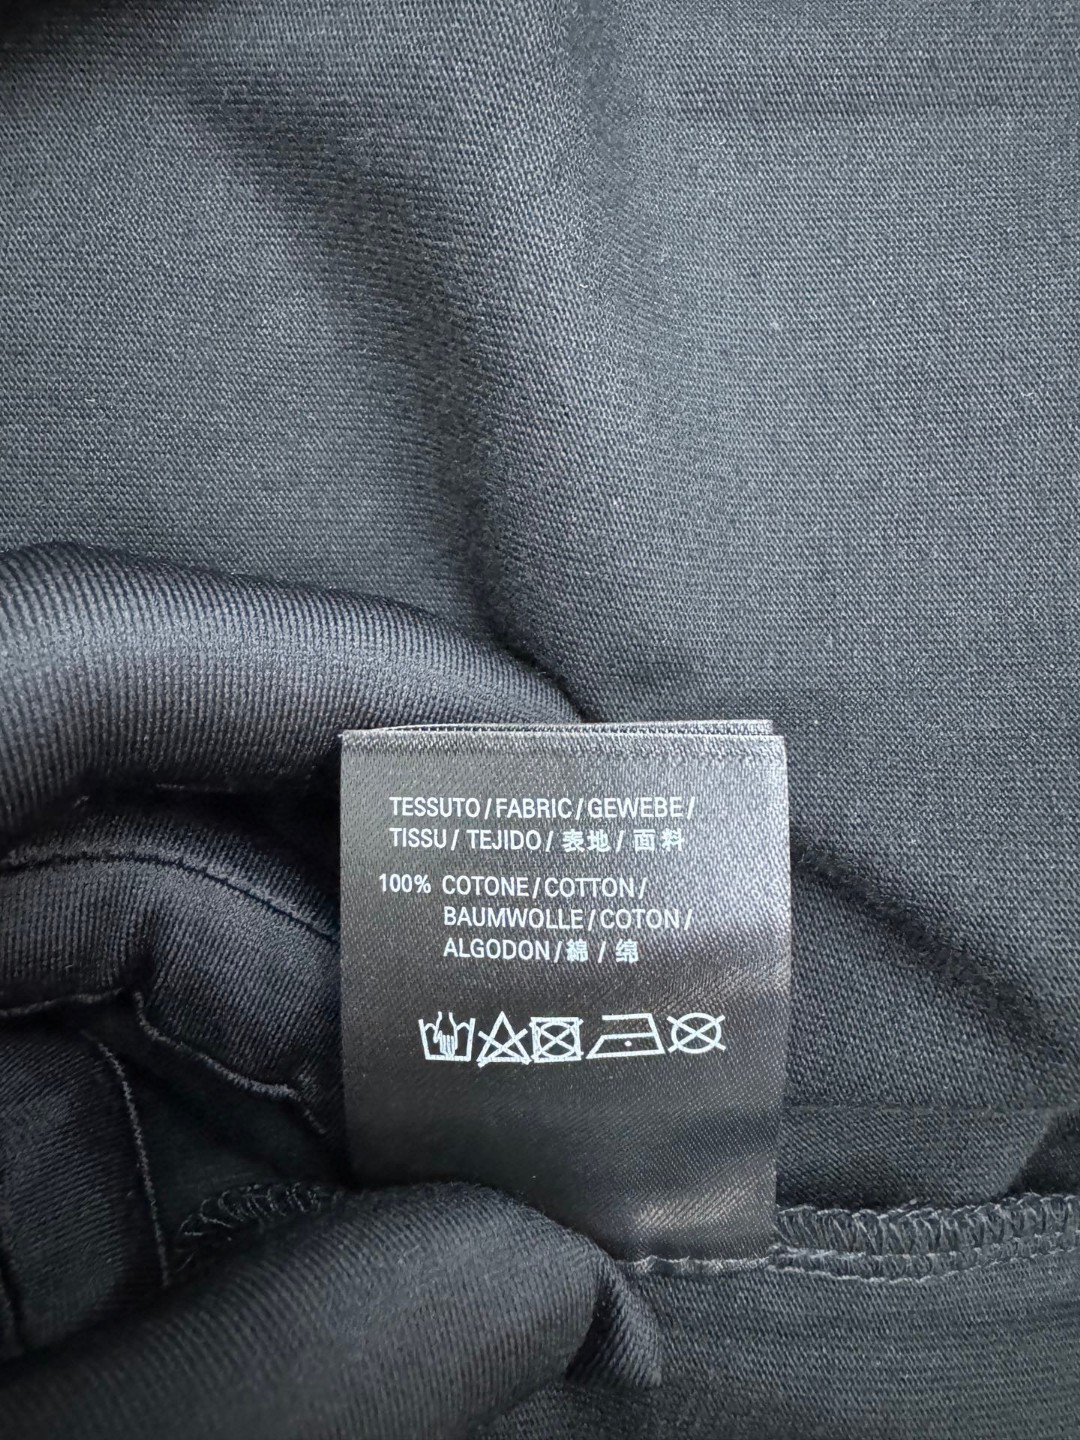 TESSUTO/FABRIC/GEWEBE/
TISSU/TEJIDO/表地/面料
100% COTONE/COTTON/
BAUMWOLLE/COTON/
ALGODON/綿/绵